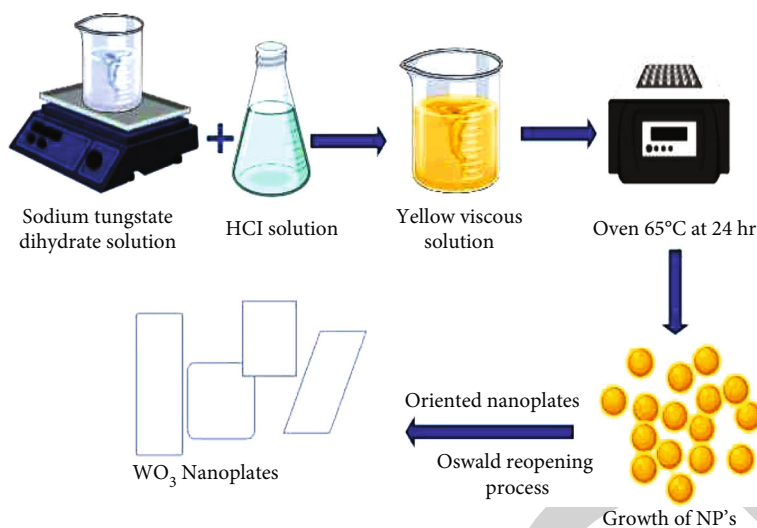 Sodium tungstate
dihydrate solution
+
HCI solution
Yellow viscous
solution
Oven 65°C at 24 hr
Oriented nanoplates
Oswald reopening
process
WO₃ Nanoplates
Growth of NP's